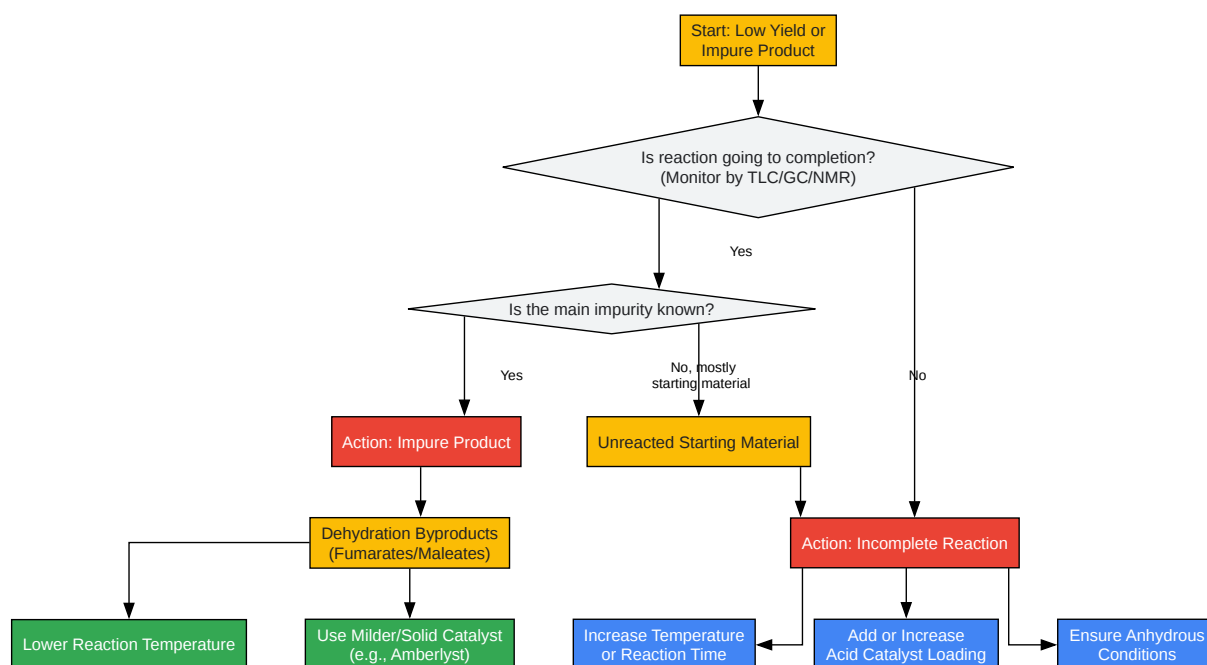 Start: Low Yield or
Impure Product
Is reaction going to completion?
(Monitor by TLC/GC/NMR)
Yes
Is the main impurity known?
Yes
No, mostly
starting material
No
Action: Impure Product
Unreacted Starting Material
Dehydration Byproducts
(Fumarates/Maleates)
Action: Incomplete Reaction
Lower Reaction Temperature
Use Milder/Solid Catalyst
(e.g., Amberlyst)
Increase Temperature
or Reaction Time
Add or Increase
Acid Catalyst Loading
Ensure Anhydrous
Conditions